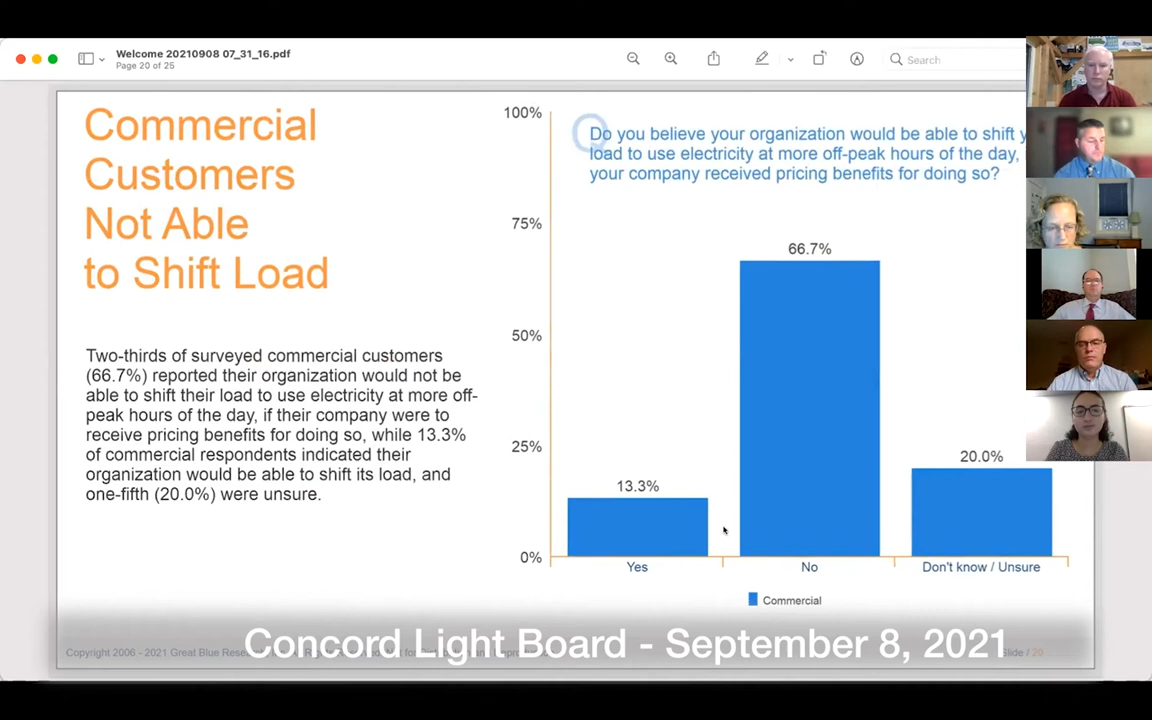 Welcome 20210908 07_31_16.pdf
Page 20 of 25
Search
Commercial
Customers
Not Able
to Shift Load
Two-thirds of surveyed commercial customers
(66.7%) reported their organization would not be
able to shift their load to use electricity at more off-
peak hours of the day, if their company were to
receive pricing benefits for doing so, while 13.3%
of commercial respondents indicated their
organization would be able to shift its load, and
one-fifth (20.0%) were unsure.
Do you believe your organization would be able to shift
load to use electricity at more off-peak hours of the day,
your company received pricing benefits for doing so?
100%
75%
50%
25%
0%
13.3%
66.7%
20.0%
Yes
No
Don't know / Unsure
Commercial
Copyright 2006 - 2021 Great Blue
Slide / 20
Concord Light Board - September 8, 2021